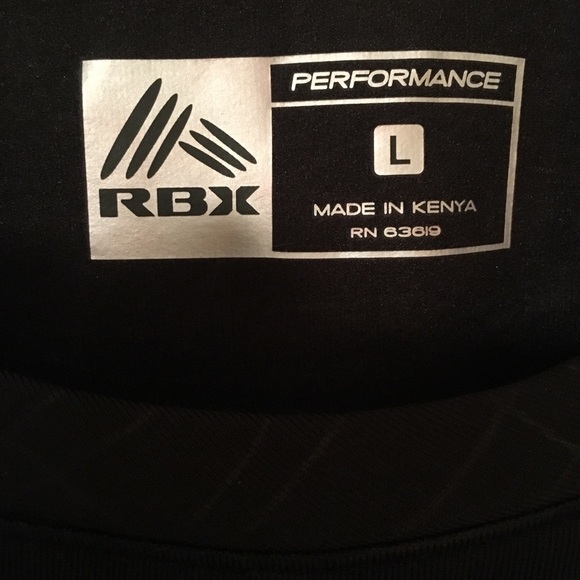 RBX
PERFORMANCE
L
MADE IN KENYA
RN 63619